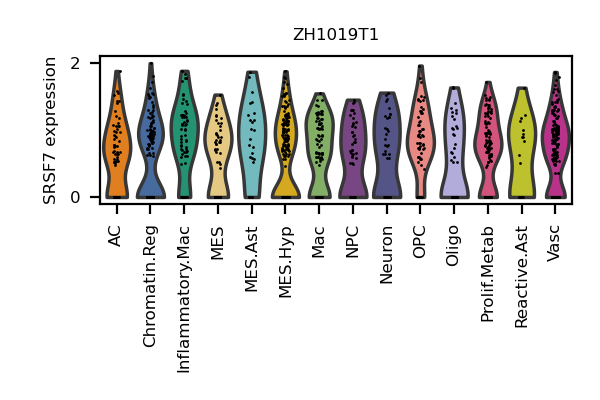 ZH1019T1
SRSF7 expression
2
0
AC
Chromatin.Reg
Inflammatory.Mac
MES
MES.Ast
MES.Hyp
Mac
NPC
Neuron
OPC
Oligo
Prolif.Metab
Reactive.Ast
Vasc